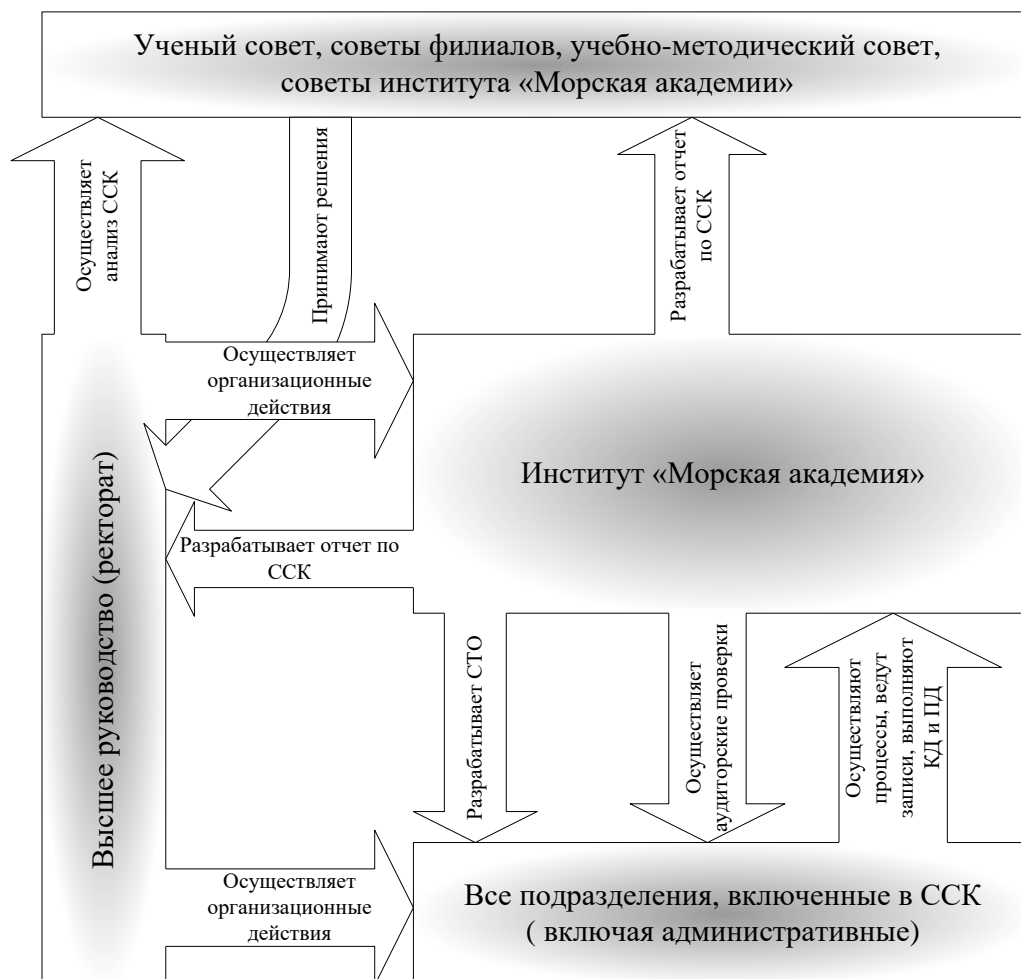 Ученый совет, советы филиалов, учебно-методический совет,
советы института «Морская академии»
Осуществляет
анализ ССК
Принимают решения
Разрабатывает отчет
по ССК
Осуществляет
организационные
действия
Высшее руководство (ректорат)
Институт «Морская академия»
Разрабатывает отчет по
ССК
Разрабатывает СТО
Осуществляет
аудиторские проверки
Осуществляют
процессы, ведут
записи, выполняют
КД и ПД
Осуществляет
организационные
действия
Все подразделения, включенные в ССК
( включая административные)